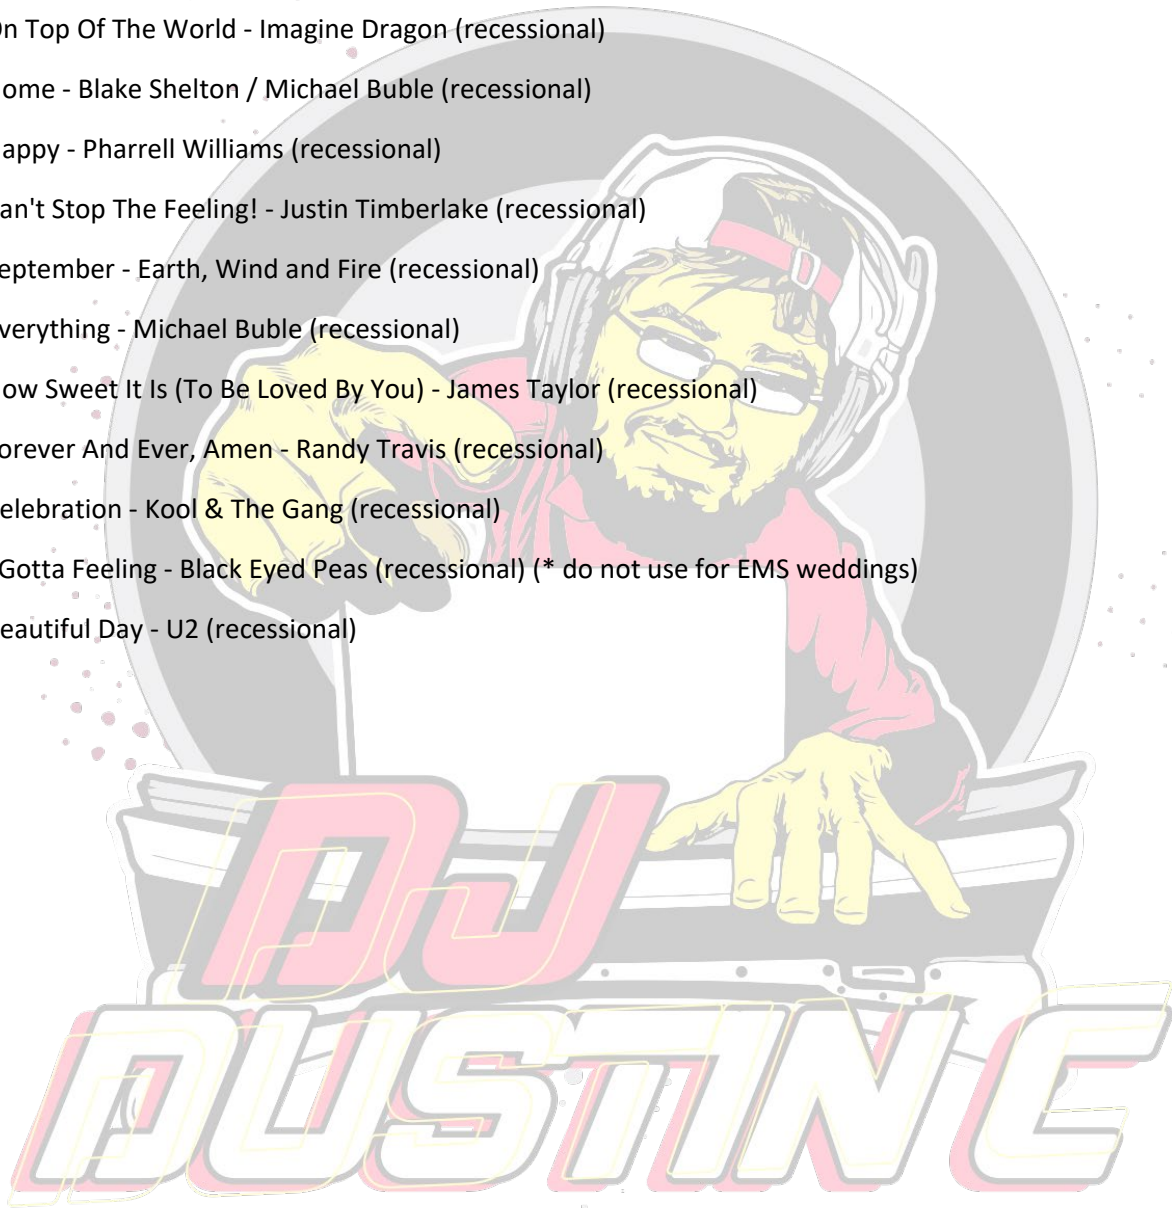 n Top Of The World - Imagine Dragon (recessional)
ome - Blake Shelton / Michael Buble (recessional)
appy - Pharrell Williams (recessional)
an't Stop The Feeling! - Justin Timberlake (recessional)
eptember - Earth, Wind and Fire (recessional)
verything - Michael Buble (recessional)
ow Sweet It Is (To Be Loved By You) - James Taylor (recessional)
orever And Ever, Amen - Randy Travis (recessional)
elebration - Kool & The Gang (recessional)
Gotta Feeling - Black Eyed Peas (recessional) (* do not use for EMS weddings)
eautiful Day - U2 (recessional)
DJ
DUSTIN C